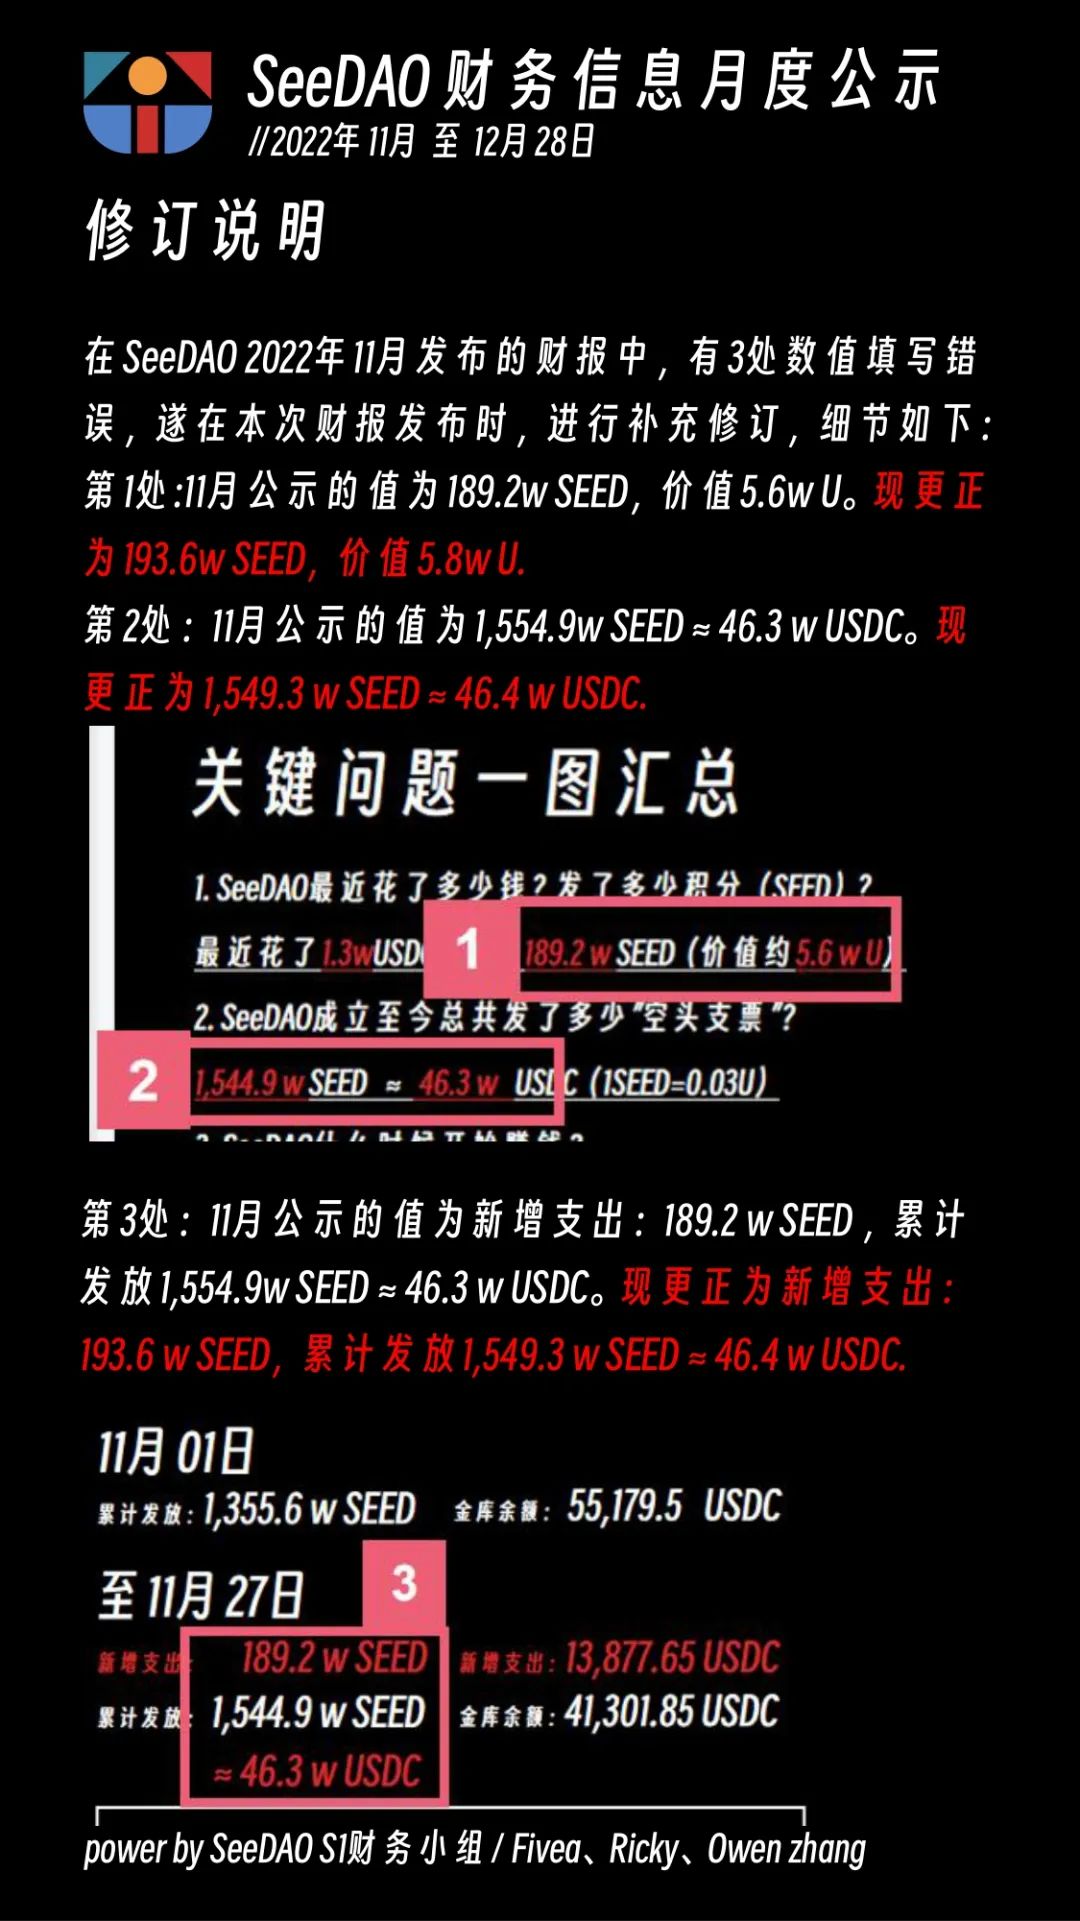 SeeDAO 财务信息月度公示
//2022年 11月 至 12月 28日
修订说明
在 SeeDAO 2022年 11月发布的财报中，有3处数值填写错
误，遂在本次财报发布时，进行补充修订，细节如下：
第 1处:11月公示的值为189.2w SEED，价值5.6w U。现更正
为 193.6w SEED，价值 5.8w U.
第 2处：11月公示的值为 1,554.9w SEED ≈ 46.3 w USDC。现
更正为 1,549.3 w SEED ≈ 46.4 w USDC.
关键问题一图汇总
1. SeeDAO最近花了多少钱？发了多少积分（SEED）？
最近花了1.3wUSD 1 189.2 w SEED（价值约5.6 w U）
2. SeeDAO成立至今总共发了多少"空头支票"？
2 1,544.9 w SEED ≈ 46.3 w USDC（1SEED=0.03U）
3. SeeDAO什么时候开始赚钱？
第 3处：11月公示的值为新增支出：189.2 w SEED，累计
发放1,554.9w SEED ≈ 46.3 w USDC。现更正为新增支出：
193.6 w SEED，累计发放 1,549.3 w SEED ≈ 46.4 w USDC.
11月 01日
累计发放：1,355.6 w SEED 金库余额：55,179.5 USDC
至 11月 27日 3
新增支出：189.2 w SEED 新增支出：13,877.65 USDC
累计发放：1,544.9 w SEED 金库余额：41,301.85 USDC
≈ 46.3 w USDC
power by SeeDAO S1财务小组 / Fivea、Ricky、Owen zhang